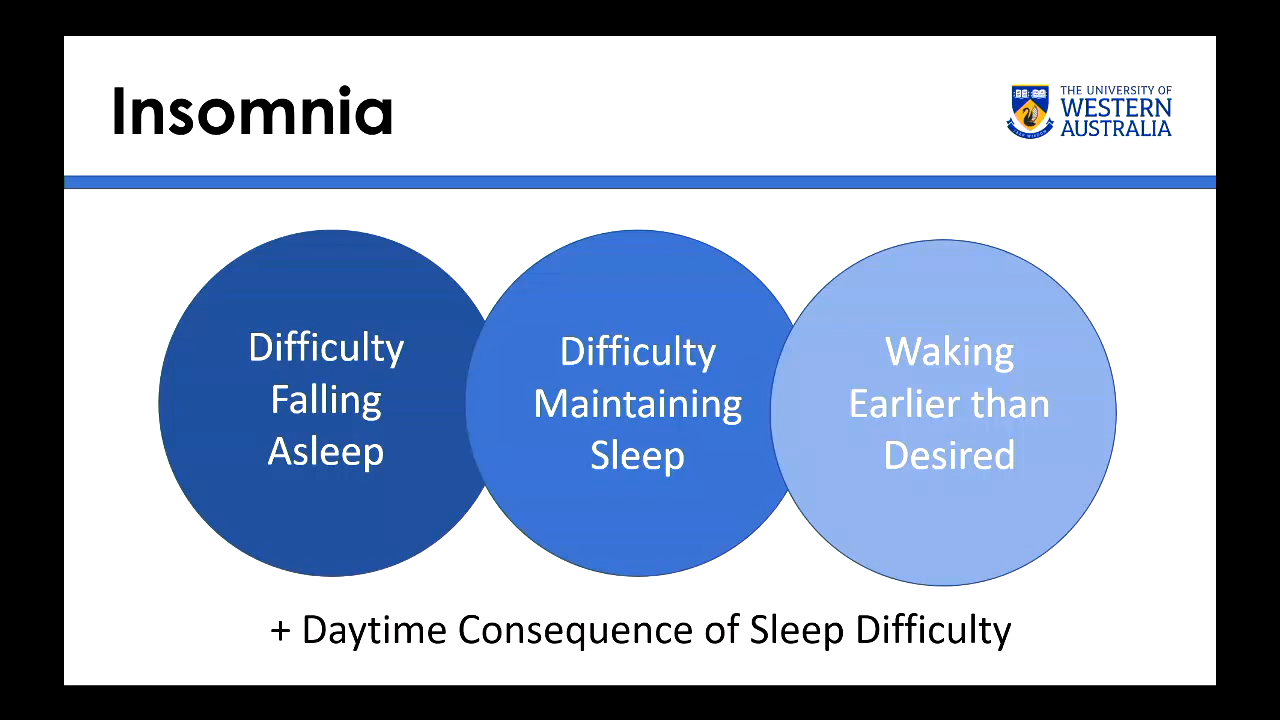 Insomnia
THE UNIVERSITY OF
WESTERN
AUSTRALIA
Difficulty
Falling
Asleep
Difficulty
Maintaining
Sleep
Waking
Earlier than
Desired
+ Daytime Consequence of Sleep Difficulty